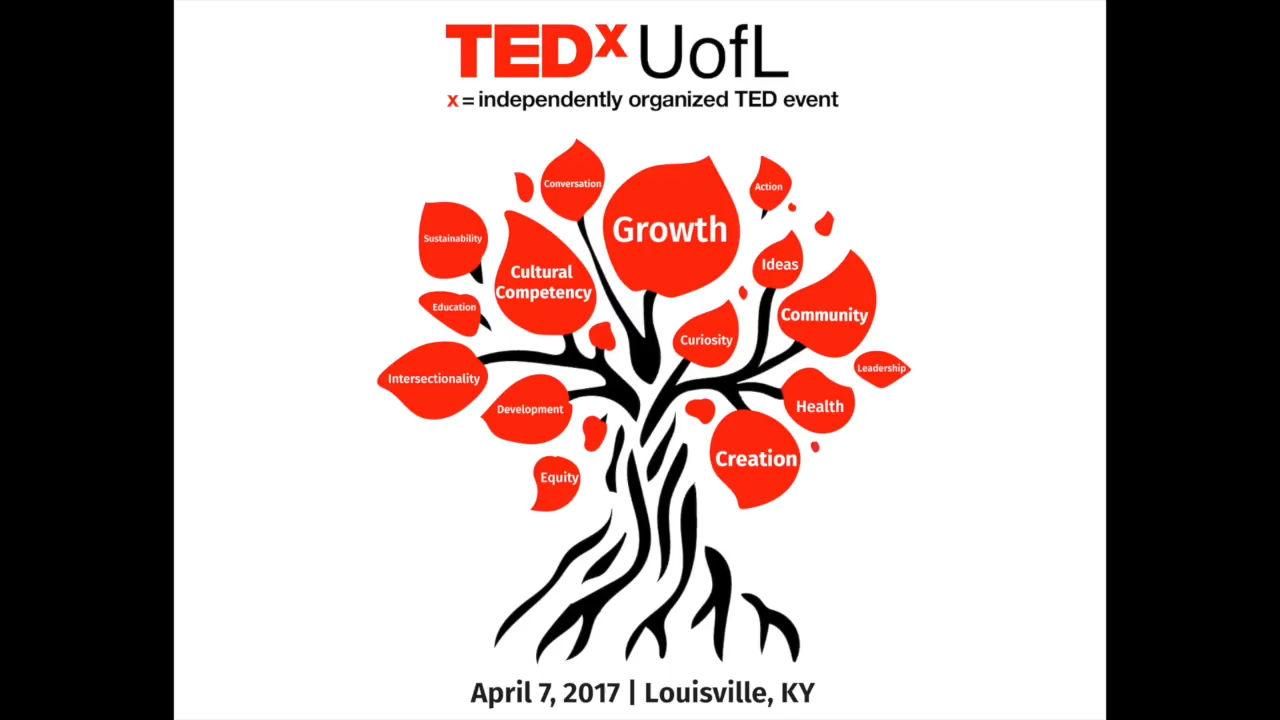 TEDx UofL
x = independently organized TED event
Conversation
Growth
Action
Sustainability
Cultural
Competency
Ideas
Education
Community
Curiosity
Intersectionality
Leadership
Development
Health
Creation
Equity
April 7, 2017 | Louisville, KY